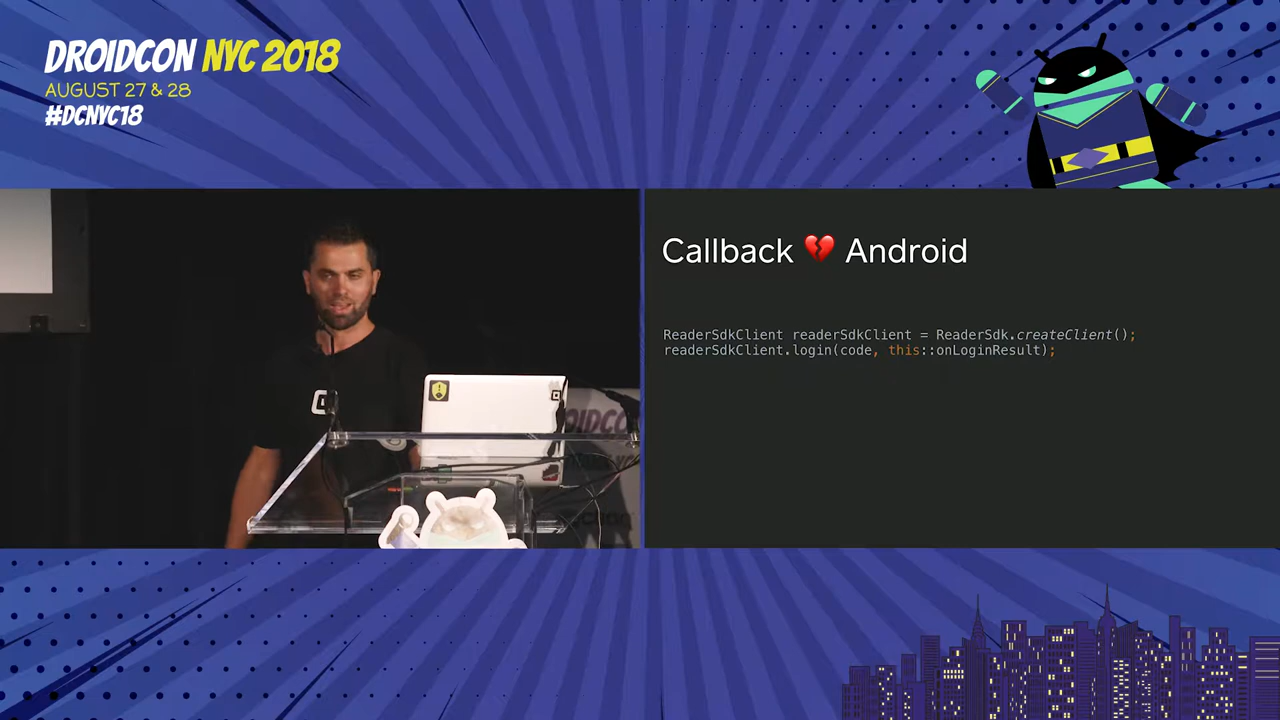 DROIDCON NYC 2018
AUGUST 27 & 28
#DCNYC18
Callback 💔 Android
ReaderSdkClient readerSdkClient = ReaderSdk.createClient();
readerSdkClient.login(code, this::onLoginResult);